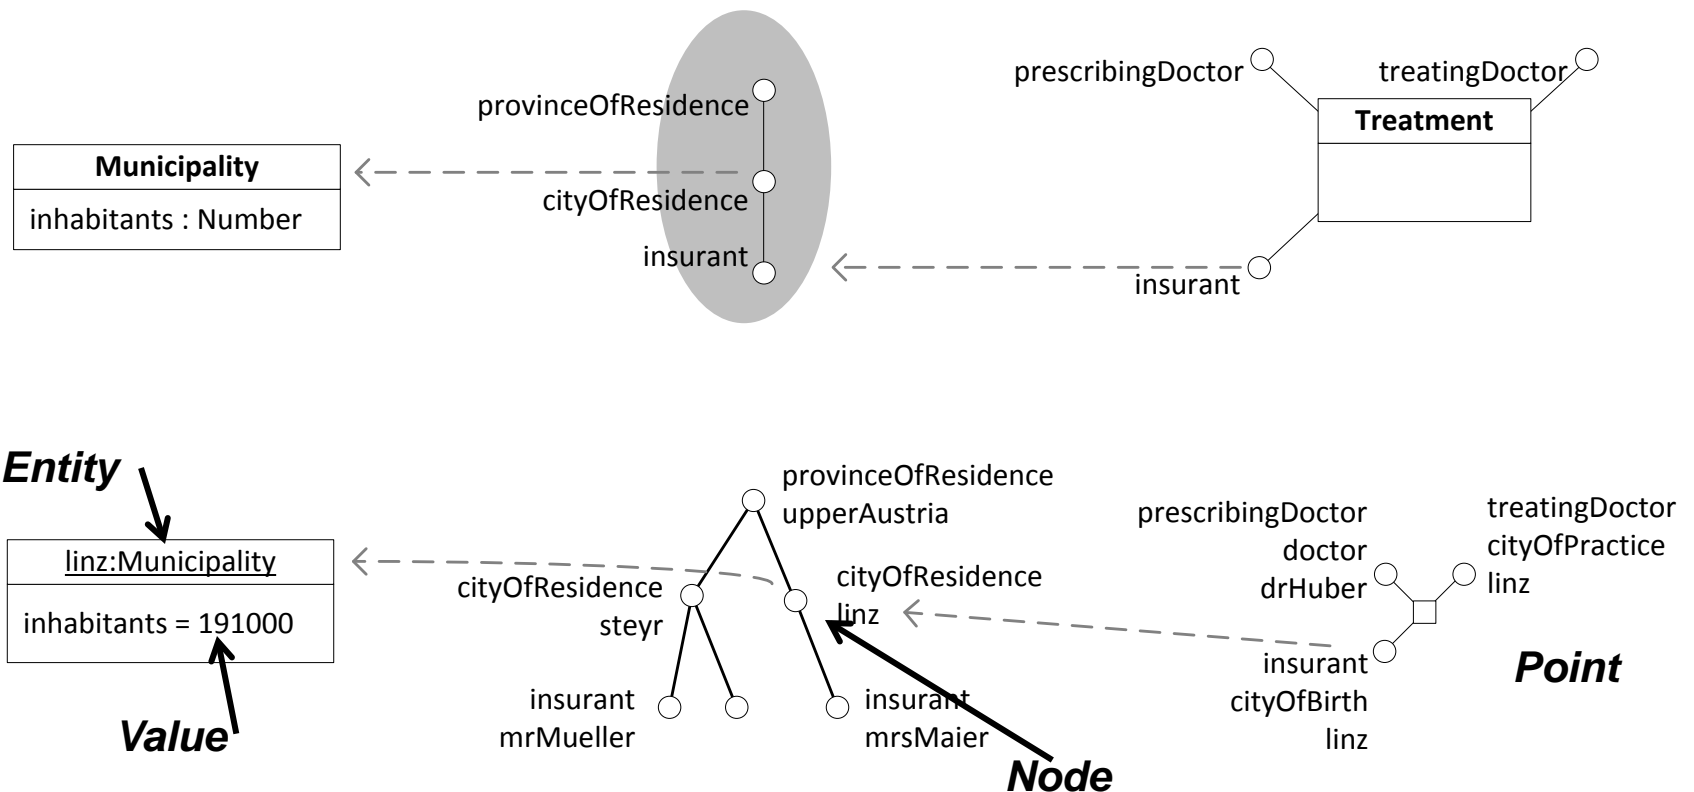 prescribingDoctor
treatingDoctor
provinceOfResidence
Treatment
Municipality
cityOfResidence
inhabitants : Number
insurant
insurant
Entity
provinceOfResidence
upperAustria
prescribingDoctor
doctor
drHuber
treatingDoctor
cityOfPractice
linz
linz:Municipality
inhabitants = 191000
cityOfResidence
steyr
cityOfResidence
linz
insurant
cityOfBirth
linz
Point
insurant
mrMueller
insurant
mrsMaier
Value
Node